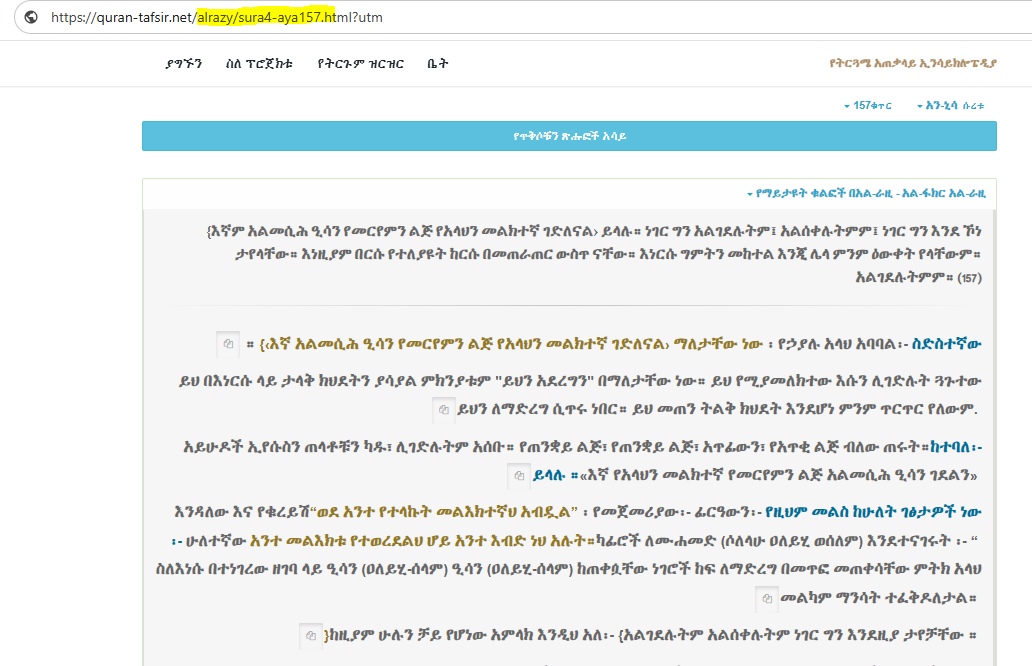 https://quran-tafsir.net/alrazy/sura4-aya157.html?utm
ያግኙን ስለ ፕሮጀክቱ የትርጉም ዝርዝር ቤት
የትርጓሜ አጠቃላይ ኢንሳይክሎፔዲያ
157ቁጥር አን-ኒሳ ሱረቱ
የጥቅሶቹን ጽሑፎች አሳይ
የማይታዩት ቁልፎች በአል-ራዚ - አል-ፋክር አል-ራዚ
{እኛም አልመሲሕ ዒሳን የመርየምን ልጅ የአላህን መልክተኛ ገድለናል› ይላሉ። ነገር ግን አልገደሉትም፤ አልሰቀሉትምም፤ ነገር ግን እንደ ኾነ
ታየላቸው። እነዚያም በርሱ የተለያዩት ከርሱ በመጠራጠር ውስጥ ናቸው። እነርሱ ግምትን መከተል እንጂ ሌላ ምንም ዕውቀት የላቸውም።
አልገደሉትምም። (157)
። {‹እኛ አልመሲሕ ዒሳን የመርየምን ልጅ የአላህን መልክተኛ ገድለናል› ማለታቸው ነው ፡ የኃያሉ አላህ አባባል፡- ስድስተኛው
ይህ በእነርሱ ላይ ታላቅ ክህደትን ያሳያል ምክንያቱም "ይህን አደረግን" በማለታቸው ነው። ይህ የሚያመለክተው እሱን ሊገድሉት ጓጉተው
ይህን ለማድረግ ሲጥሩ ነበር። ይህ መጠን ትልቅ ክህደት እንደሆነ ምንም ጥርጥር የለውም.
አይሁዶች ኢየሱስን ጠላቶቹን ካዱ፣ ሊገድሉትም አሰቡ። የጠንቋይ ልጅ፣ የጠንቋይ ልጅ፣ አጥፊውን፣ የአጥቂ ልጅ ብለው ጠሩት።ከተባለ፡-
ይላሉ ።«እኛ የአላህን መልክተኛ የመርየምን ልጅ አልመሲሕ ዒሳን ገደልን»
እንዳለው እና የቁረይሽ“ወደ አንተ የተላኩት መልእክተኛህ አብዷል” ፡ የመጀመሪያው፡- ፊርዓውን፡- የዚህም መልስ ከሁለት ገፅታዎች ነው
፡- ሁለተኛው አንተ መልእክቱ የተወረደልህ ሆይ አንተ እብድ ነህ አሉት።ካፊሮች ለሙሐመድ (ሶለላሁ ዐለይሂ ወሰለም) እንደተናገሩት ፡- “
ስለእነሱ በተነገረው ዘገባ ላይ ዒሳን (ዐለይሂ-ሰላም) ዒሳን (ዐለይሂ-ሰላም) ከጠቀሷቸው ነገሮች ከፍ ለማድረግ በመጥፎ መጠቀሳቸው ምትክ አላህ
መልካም ማንሳት ተፈቅዶለታል።
}ከዚያም ሁሉን ቻይ የሆነው አምላክ እንዲህ አለ፡- {አልገደሉትም አልሰቀሉትም ነገር ግን እንደዚያ ታየቻቸው ።